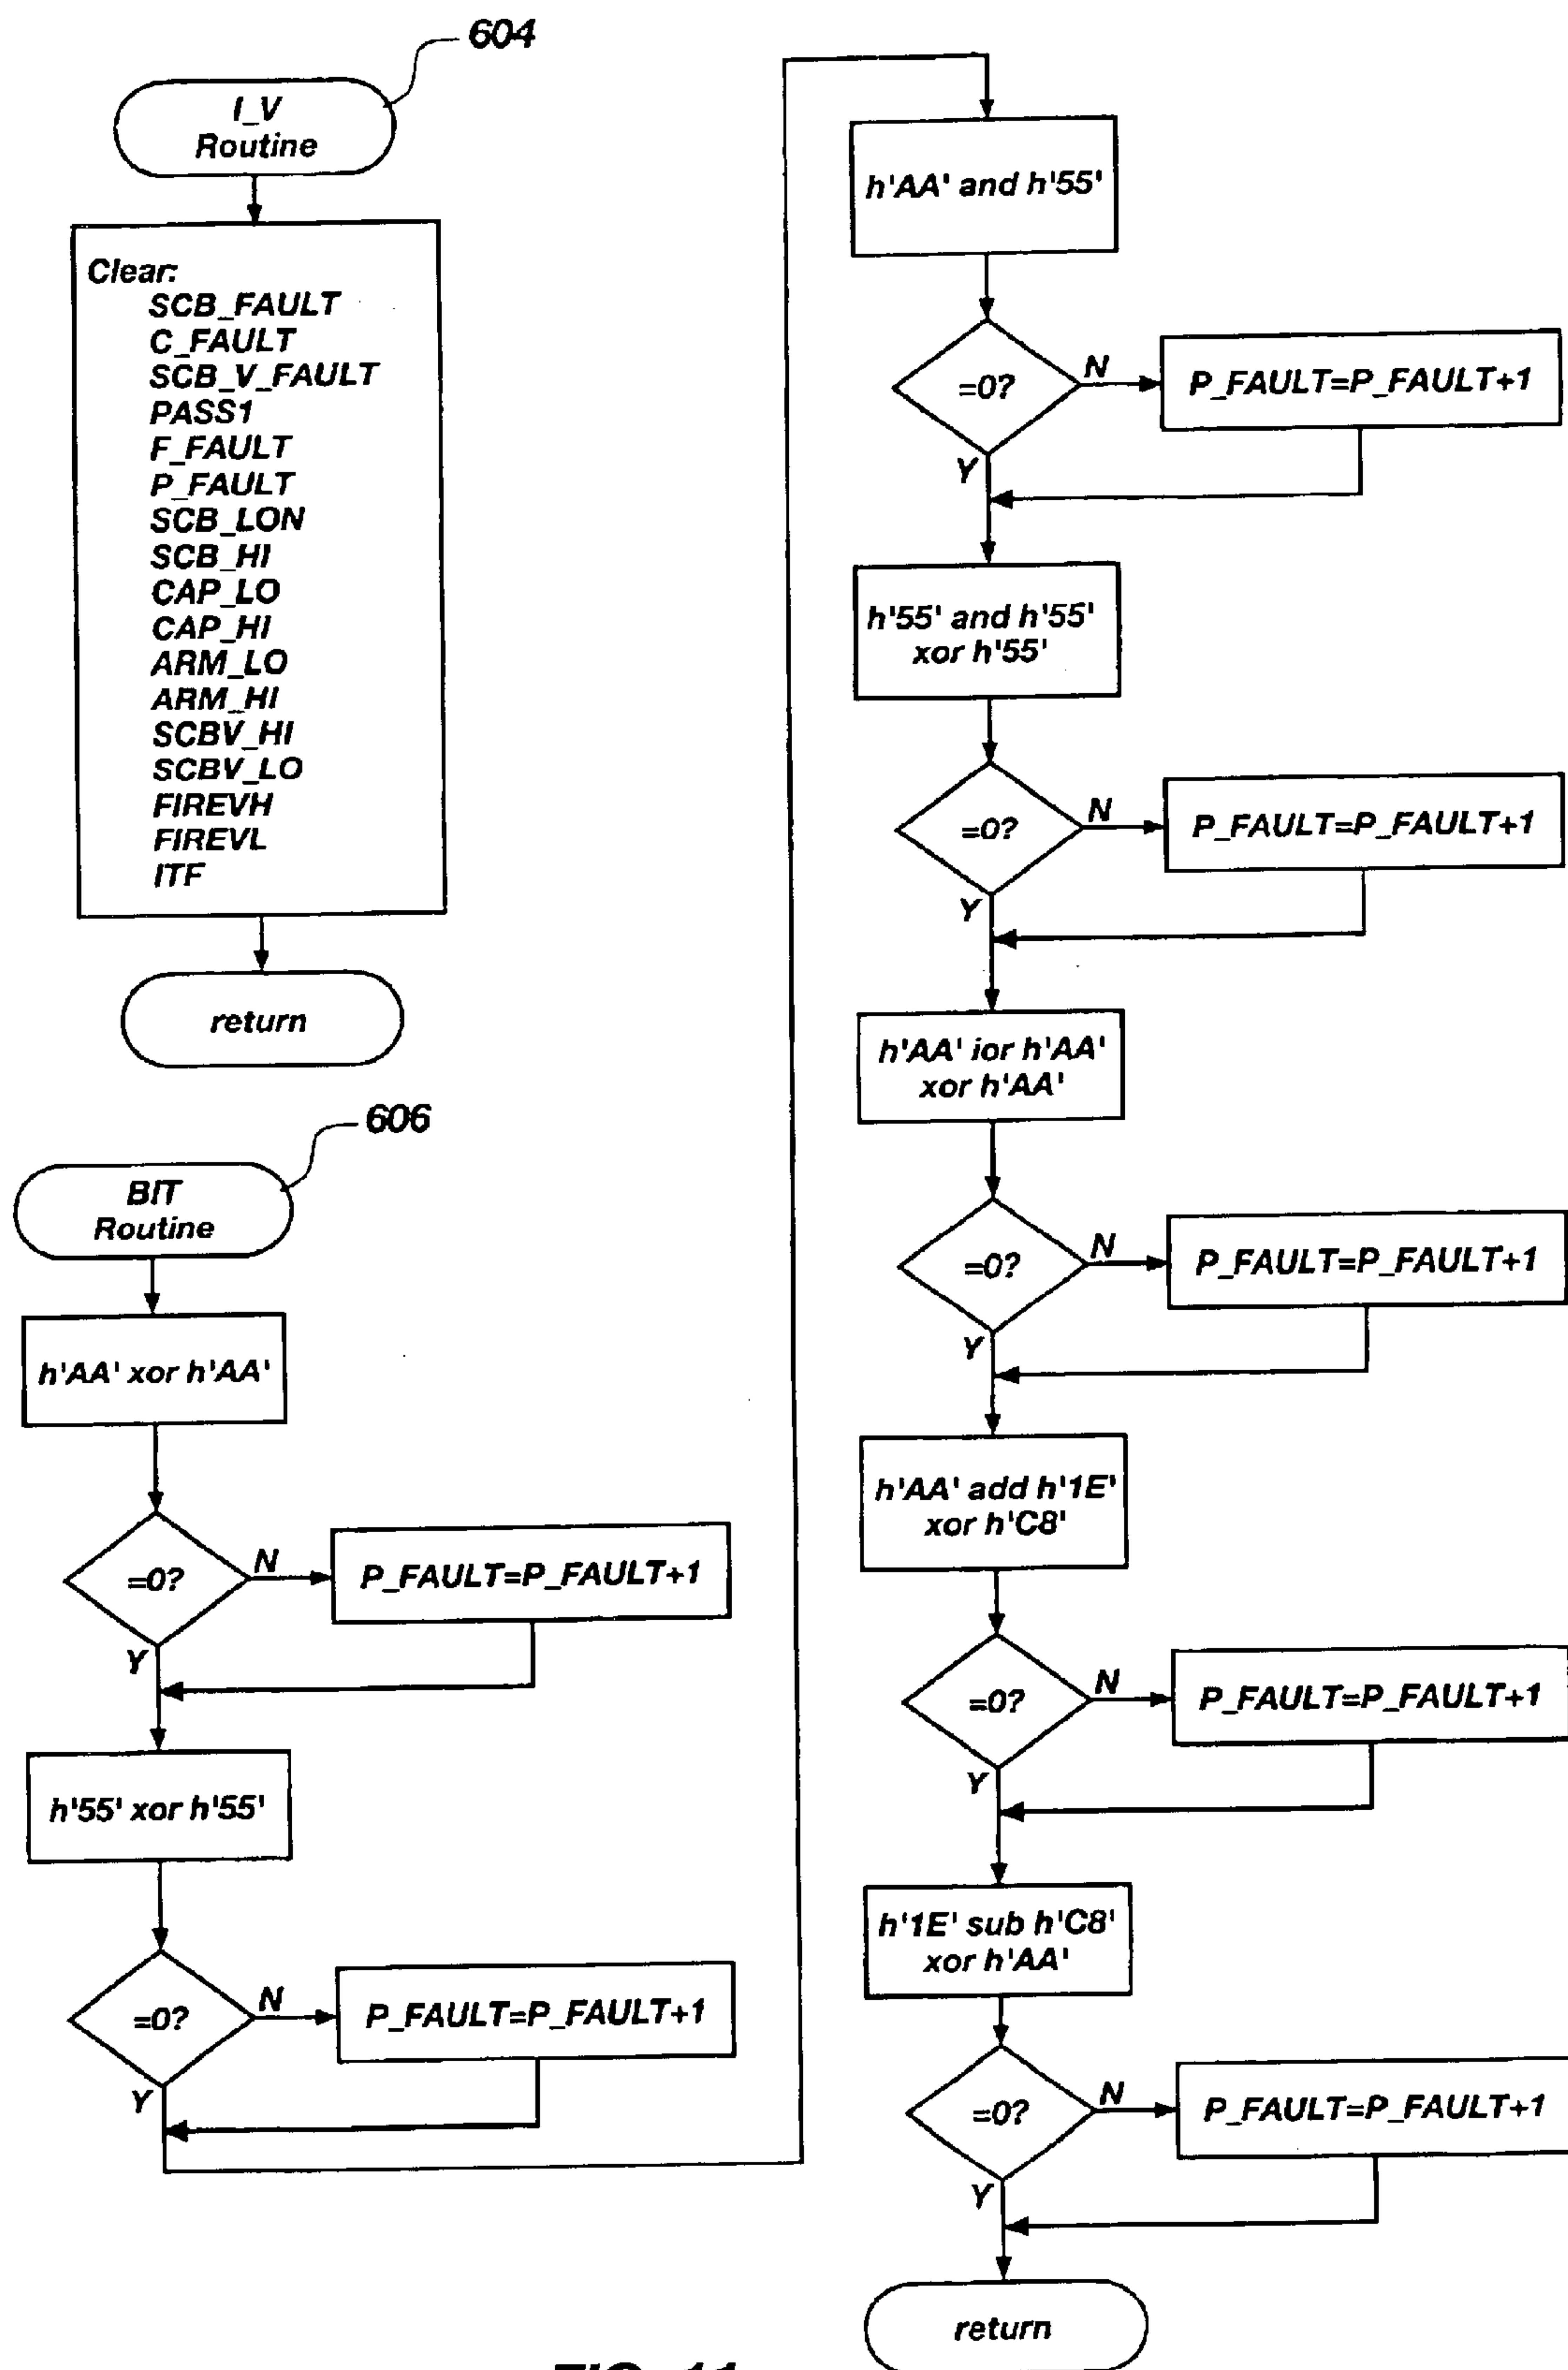 604
I_V
Routine
Clear:
SCB_FAULT
C_FAULT
SCB_V_FAULT
PASS1
F_FAULT
P_FAULT
SCB_LON
SCB_HI
CAP_LO
CAP_HI
ARM_LO
ARM_HI
SCBV_HI
SCBV_LO
FIREVH
FIREVL
ITF
return
606
BIT
Routine
h'AA' xor h'AA'
=0?
N
P_FAULT=P_FAULT+1
Y
h'55' xor h'55'
=0?
N
P_FAULT=P_FAULT+1
Y
h'AA' and h'55'
=0?
N
P_FAULT=P_FAULT+1
Y
h'55' and h'55'
xor h'55'
=0?
N
P_FAULT=P_FAULT+1
Y
h'AA' ior h'AA'
xor h'AA'
=0?
N
P_FAULT=P_FAULT+1
Y
h'AA' add h'1E'
xor h'C8'
=0?
N
P_FAULT=P_FAULT+1
Y
h'1E' sub h'C8'
xor h'AA'
=0?
N
P_FAULT=P_FAULT+1
Y
return